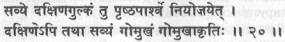 सव्ये दक्षिणगुल्कं तु पृष्ठपार्श्वे नियोजयेत् ।
दक्षिणेऽपि तथा सव्यं गोमुखं गोमुखाकृतिः ।। २० ।।